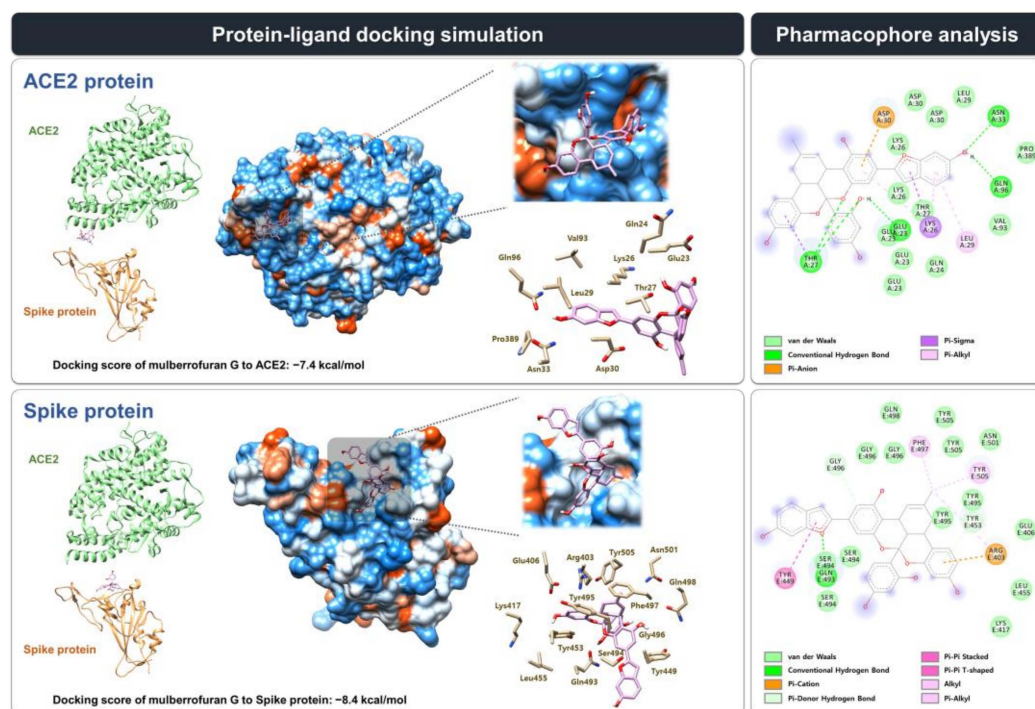 Protein-ligand docking simulation
Pharmacophore analysis
ACE2 protein
ACE2
Spike protein
Docking score of mulberrofuran G to ACE2: −7.4 kcal/mol
Gln24
Val93
Gln96
Lys26
Glu23
Leu29
Thr27
Pro389
Asn33
Asp30
ASP A:30
ASP A:30
ASP A:30
LEU A:29
ASN A:33
LYS A:26
PRO A:389
GLN A:96
LYS A:26
THR A:27
GLU A:23
GLU A:23
LYS A:26
VAL A:93
LEU A:29
THR A:27
GLU A:23
GLN A:24
GLU A:23
van der Waals
Conventional Hydrogen Bond
Pi-Anion
Pi-Sigma
Pi-Alkyl
Spike protein
ACE2
Spike protein
Docking score of mulberrofuran G to Spike protein: −8.4 kcal/mol
Glu406
Arg403
Tyr505
Asn501
Gln498
Tyr495
Phe497
Lys417
Gly496
Tyr453
Ser494
Leu455
Gln493
Tyr449
GLN E:498
TYR E:505
PHE E:497
ASN E:501
GLY E:496
GLY E:496
GLY E:496
TYR E:505
TYR E:505
TYR E:495
TYR E:495
TYR E:453
GLU E:406
ARG E:403
SER E:494
SER E:494
TYR E:449
GLN E:493
SER E:494
LEU E:455
LYS E:417
van der Waals
Conventional Hydrogen Bond
Pi-Cation
Pi-Donor Hydrogen Bond
Pi-Pi Stacked
Pi-Pi T-shaped
Alkyl
Pi-Alkyl